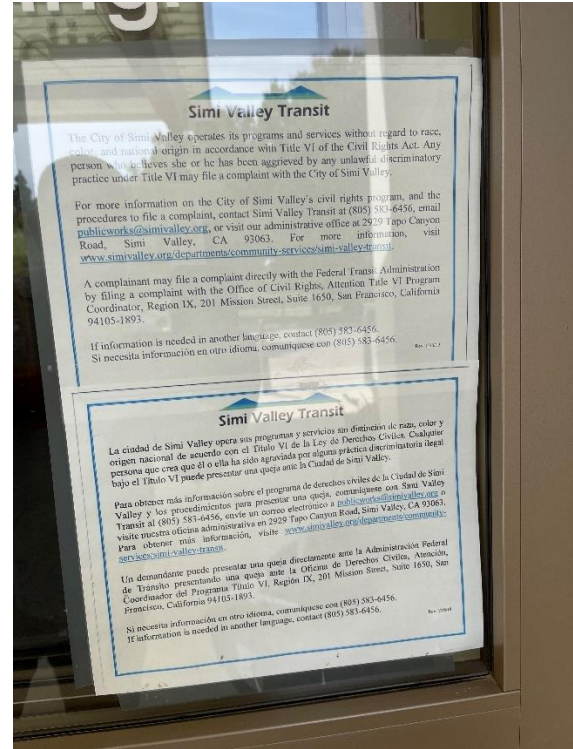 ing.
Simi Valley Transit
The City of Simi Valley operates its programs and services without regard to race,
color, and national origin in accordance with Title VI of the Civil Rights Act. Any
person who believes she or he has been aggrieved by any unlawful discriminatory
practice under Title VI may file a complaint with the City of Simi Valley.
For more information on the City of Simi Valley's civil rights program, and the
procedures to file a complaint, contact Simi Valley Transit at (805) 583-6456, email
publicworks@simivalley.org, or visit our administrative office at 2929 Tapo Canyon
Road, Simi Valley, CA 93063. For more information, visit
www.simivalley.org/departments/community-services/simi-valley-transit.
A complainant may file a complaint directly with the Federal Transit Administration
by filing a complaint with the Office of Civil Rights, Attention Title VI Program
Coordinator, Region IX, 201 Mission Street, Suite 1650, San Francisco, California
94105-1893.
If information is needed in another language, contact (805) 583-6456.
Si necesita información en otro idioma, comuníquese con (805) 583-6456.
Simi Valley Transit
La ciudad de Simi Valley opera sus programas y servicios sin distinción de raza, color y
origen nacional de acuerdo con el Título VI de la Ley de Derechos Civiles. Cualquier
persona que crea que él o ella ha sido agraviada por alguna práctica discriminatoria ilegal
bajo el Título VI puede presentar una queja ante la Ciudad de Simi Valley.
Para obtener más información sobre el programa de derechos civiles de la Ciudad de Simi
Valley y los procedimientos para presentar una queja, comuníquese con Simi Valley
Transit al (805) 583-6456, envíe un correo electrónico a publicworks@simivalley.org o
visite nuestra oficina administrativa en 2929 Tapo Canyon Road, Simi Valley, CA 93063.
Para obtener más información, visite www.simivalley.org/departments/community-
services/simi-valley-transit.
Un demandante puede presentar una queja directamente ante la Administración Federal
de Tránsito presentando una queja ante la Oficina de Derechos Civiles, Atención,
Coordinador del Programa Título VI, Región IX, 201 Mission Street, Suite 1650, San
Francisco, California 94105-1893.
Si necesita información en otro idioma, comuníquese con (805) 583-6456.
If information is needed in another language, contact (805) 583-6456.